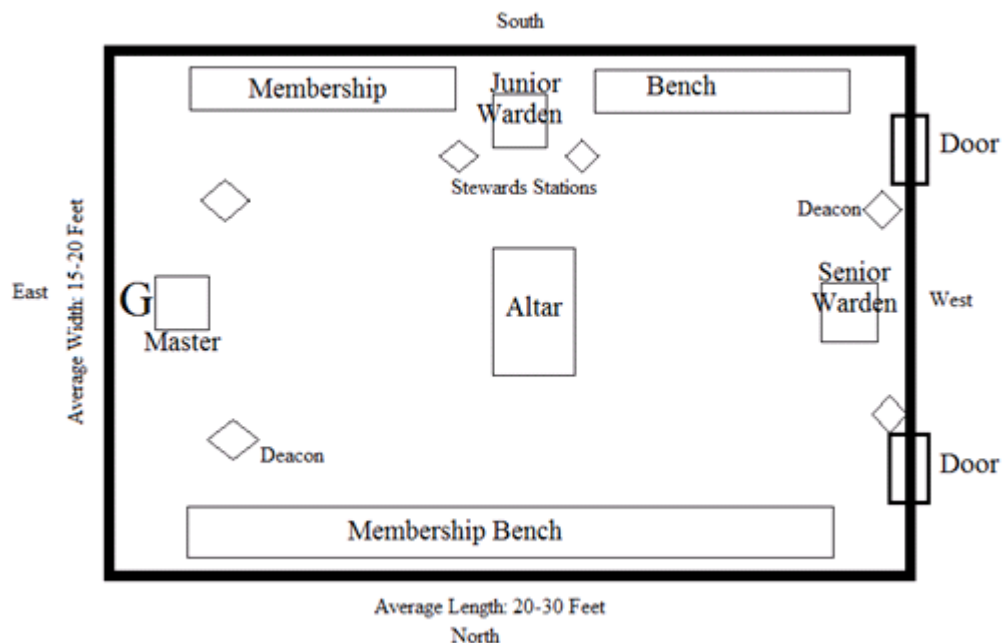 South
Membership
Junior
Warden
Bench
Door
Stewards Stations
Deacon
Average Width: 15-20 Feet
East
G
Master
Altar
Senior
Warden
West
Deacon
Door
Membership Bench
Average Length: 20-30 Feet
North